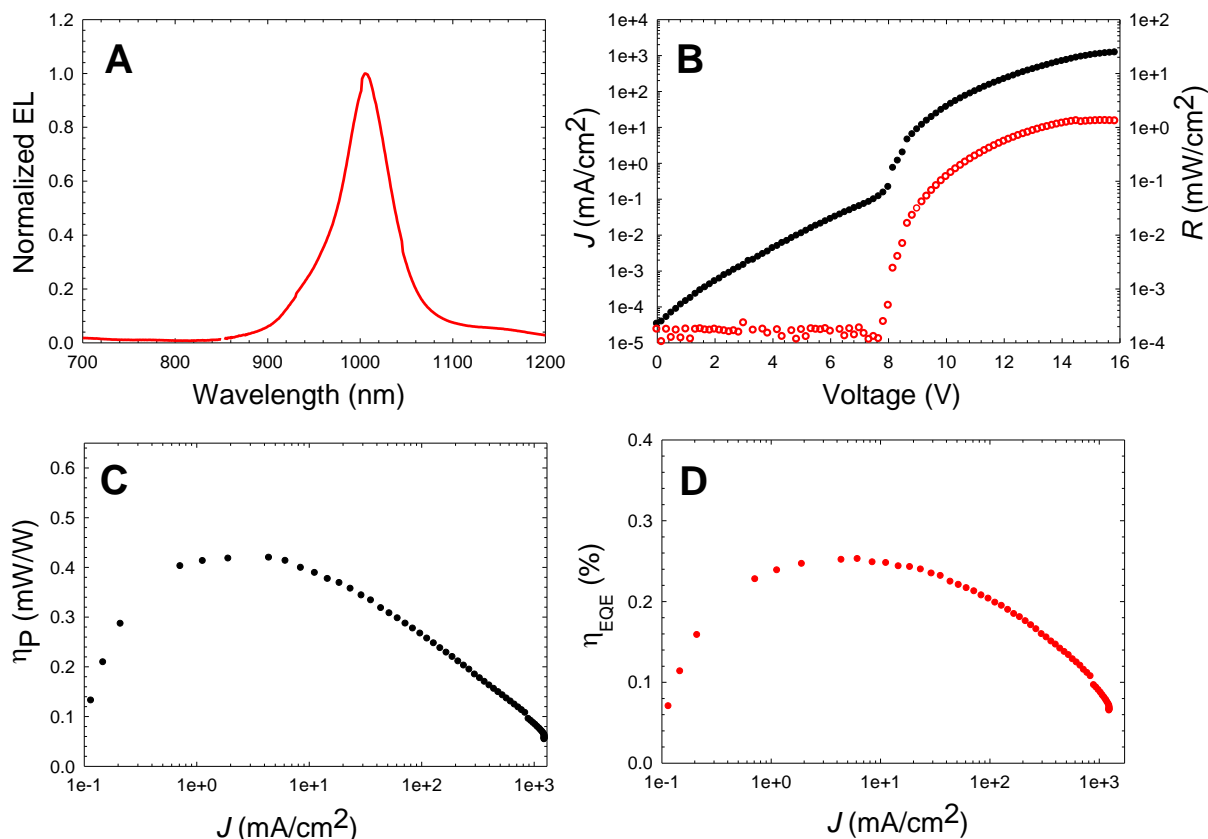 A
Normalized EL
0.0
0.2
0.4
0.6
0.8
1.0
1.2
700 800 900 1000 1100 1200
Wavelength (nm)
B
J (mA/cm2)
1e+4
1e+3
1e+2
1e+1
1e+0
1e-1
1e-2
1e-3
1e-4
1e-5
1e+2
1e+1
1e+0
1e-1
1e-2
1e-3
1e-4
R (mW/cm2)
0 2 4 6 8 10 12 14 16
Voltage (V)
C
ηP (mW/W)
0.6
0.5
0.4
0.3
0.2
0.1
0.0
1e-1 1e+0 1e+1 1e+2 1e+3
J (mA/cm2)
D
ηEQE (%)
0.4
0.3
0.2
0.1
0.0
1e-1 1e+0 1e+1 1e+2 1e+3
J (mA/cm2)